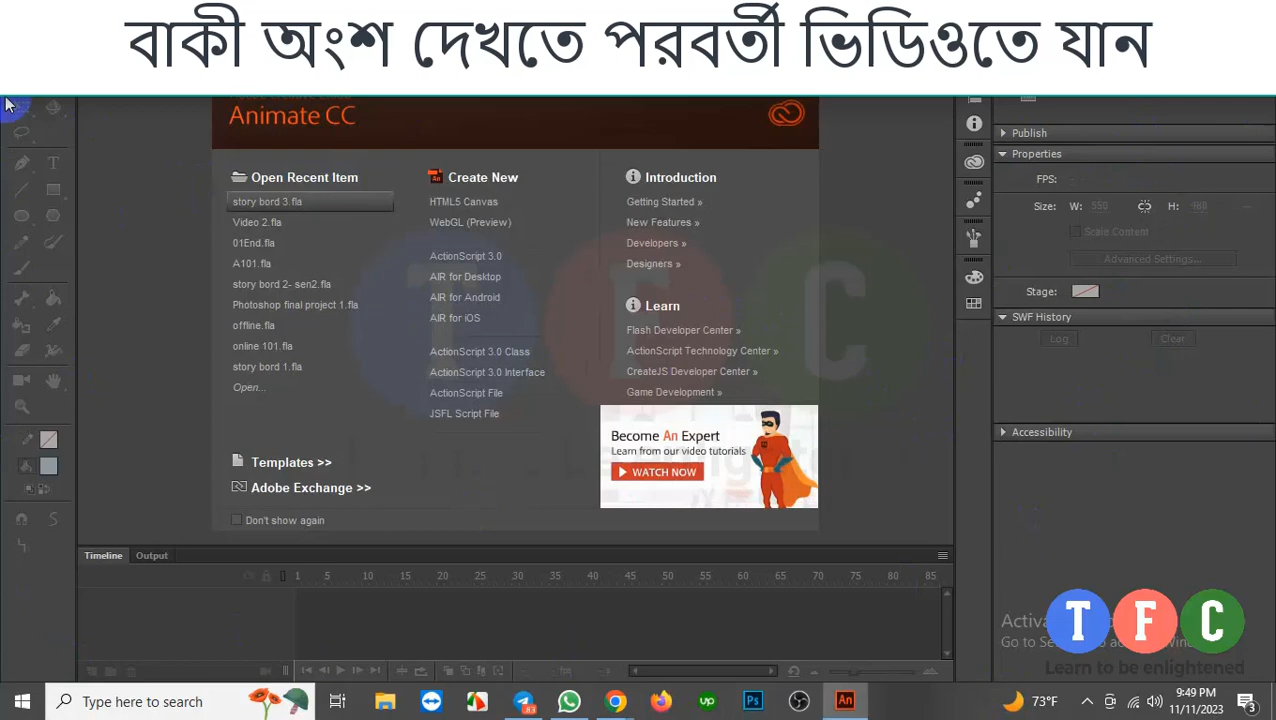 বাকী অংশ দেখতে পরবর্তী ভিডিওতে যান
Animate CC
Open Recent Item
story bord 3.fla
Video 2.fla
01End.fla
A101.fla
story bord 2- sen2.fla
Photoshop final project 1.fla
offline.fla
online 101.fla
story bord 1.fla
Open...
Templates >>
Adobe Exchange >>
Don't show again
Create New
HTML5 Canvas
WebGL (Preview)
ActionScript 3.0
AIR for Desktop
AIR for Android
AIR for iOS
ActionScript 3.0 Class
ActionScript 3.0 Interface
ActionScript File
JSFL Script File
Introduction
Getting Started »
New Features »
Developers »
Designers »
Learn
Flash Developer Center »
ActionScript Technology Center »
CreateJS Developer Center »
Game Development »
Become An Expert
Learn from our video tutorials
WATCH NOW
T F C
Publish
Properties
FPS:
Size: W: 550 H: 480
Scale Content
Advanced Settings...
Stage:
SWF History
Log Clear
Accessibility
Timeline Output
1 5 10 15 20 25 30 35 40 45 50 55 60 65 70 75 80 85
T F C
Learn to be enlightered
Type here to search
83
up
Ps
An
73°F
9:49 PM
11/11/2023
3